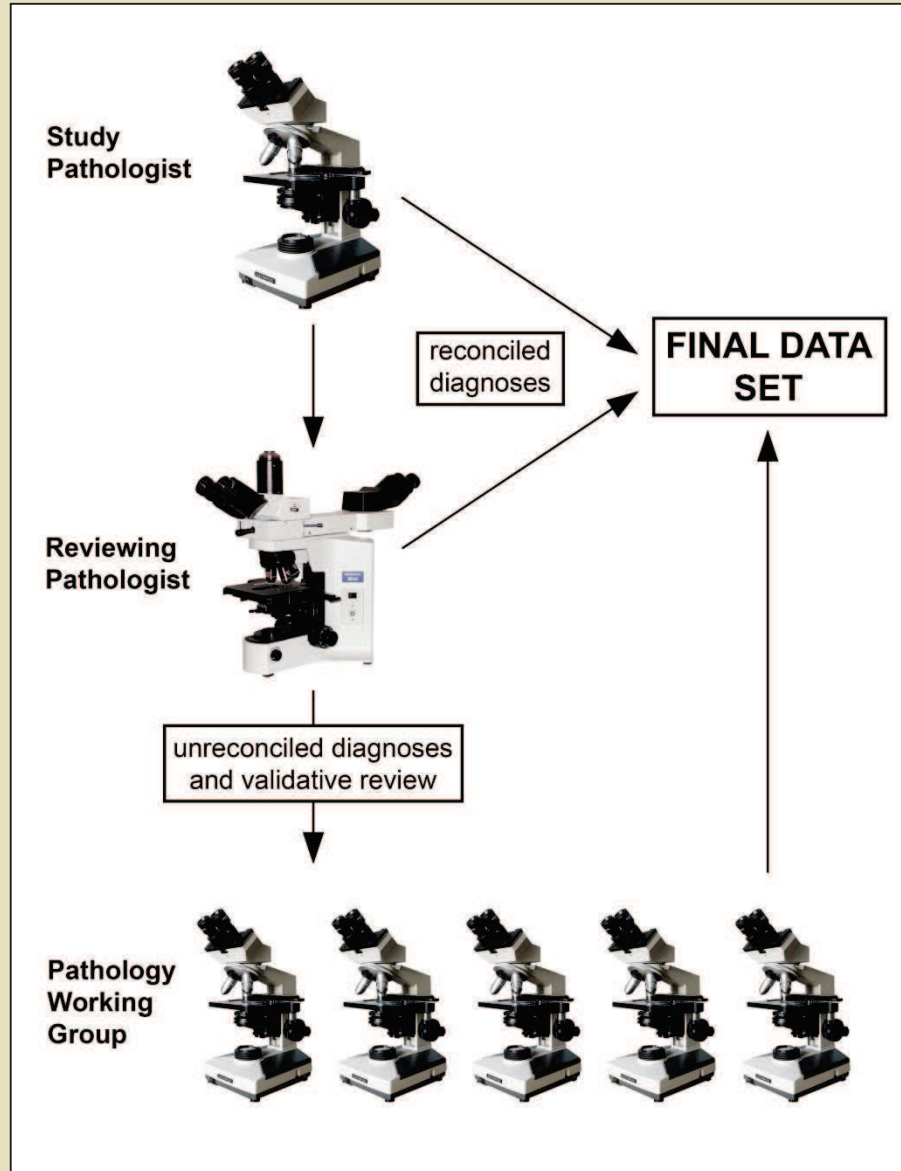 Study
Pathologist
reconciled
diagnoses
FINAL DATA
SET
Reviewing
Pathologist
unreconciled diagnoses
and validative review
Pathology
Working
Group